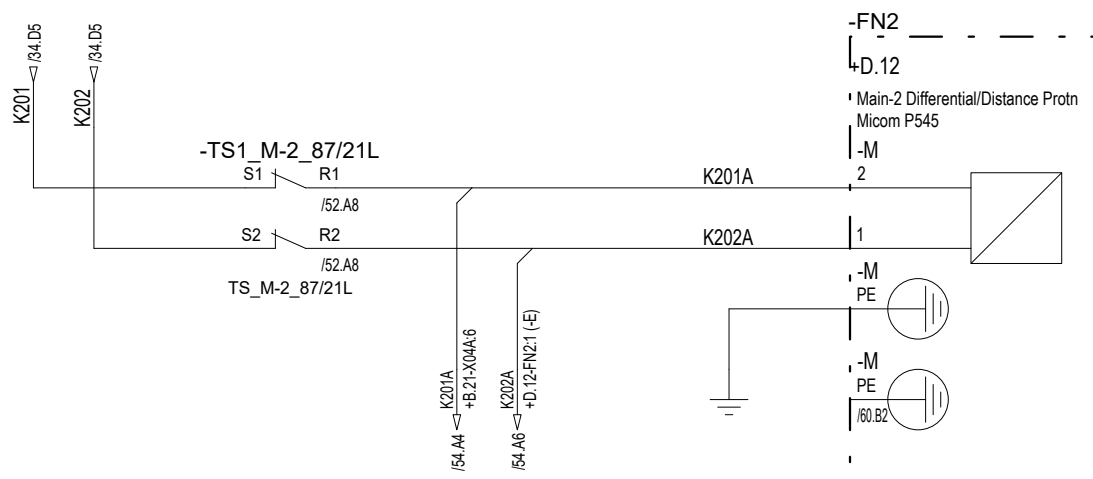 /34.D5
/34.D5
K201
K202
-FN2
+D.12
Main-2 Differential/Distance Protn
Micom P545
-TS1_M-2_87/21L
-M
S1
R1
K201A
2
/52.A8
S2
R2
K202A
1
/52.A8
TS_M-2_87/21L
-M
PE
K201A
+B.21-X04A:6
K202A
+D.12-FN2:1 (-E)
-M
PE
/60.B2
/54.A4
/54.A6